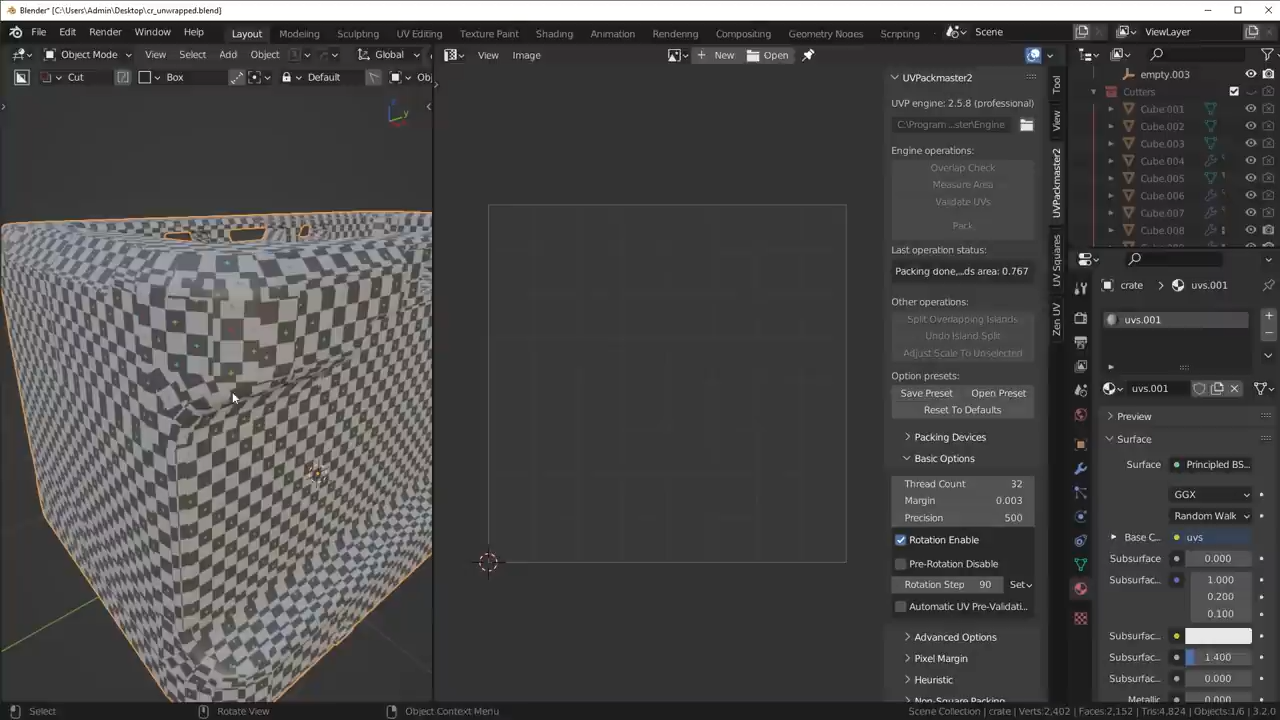 Blender* [C:\Users\Admin\Desktop\cr_unwrapped.blend]
File Edit Render Window Help Layout Modeling Sculpting UV Editing Texture Paint Shading Animation Rendering Compositing Geometry Nodes Scripting Scene ViewLayer
Object Mode View Select Add Object Global View Image New Open
Cut Box Default Obj
UVPackmaster2
UVP engine: 2.5.8 (professional)
C:\Program ...ster\Engine
Engine operations:
Overlap Check
Measure Area
Validate UVs
Pack
Last operation status:
Packing done,...ds area: 0.767
Other operations:
Split Overlapping Islands
Undo Island Split
Adjust Scale To Unselected
Option presets:
Save Preset Open Preset
Reset To Defaults
Packing Devices
Basic Options
Thread Count 32
Margin 0.003
Precision 500
Rotation Enable
Pre-Rotation Disable
Rotation Step 90 Set
Automatic UV Pre-Validati...
Advanced Options
Pixel Margin
Heuristic
Non-Square Packing
Tool
View
UVPackmaster2
UV Squares
Zen UV
empty.003
Cutters
Cube.001
Cube.002
Cube.003
Cube.004
Cube.005
Cube.006
Cube.007
Cube.008
crate > uvs.001
uvs.001
uvs.001
Preview
Surface
Surface Principled BS...
GGX
Random Walk
Base C... uvs
Subsurface 0.000
Subsurfac... 1.000
0.200
0.100
Subsurfac...
Subsurfac... 1.400
Subsurfac... 0.000
Metallic 0.000
Select Rotate View Object Context Menu Scene Collection | crate | Verts:2,402 | Faces:2,152 | Tris:4,824 | Objects:1/6 | 3.2.0